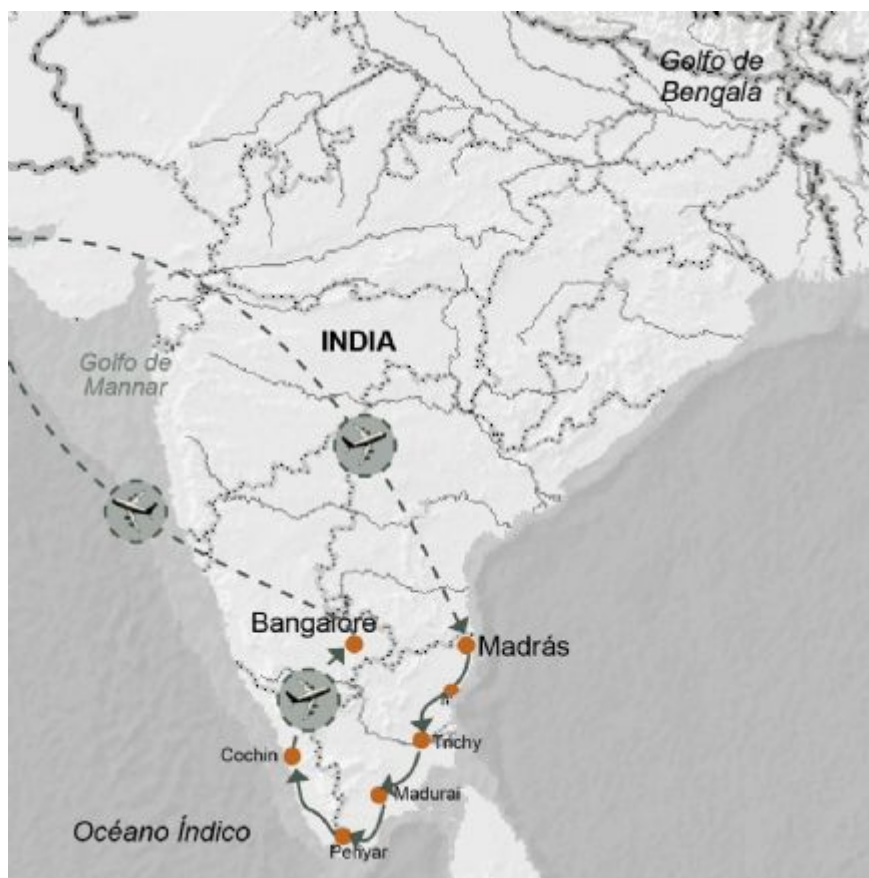 Golfo de
Bengala
INDIA
Golfo de
Mannar
Bangalore
Madrás
Trichy
Cochin
Madurai
Océano Índico
Periyar